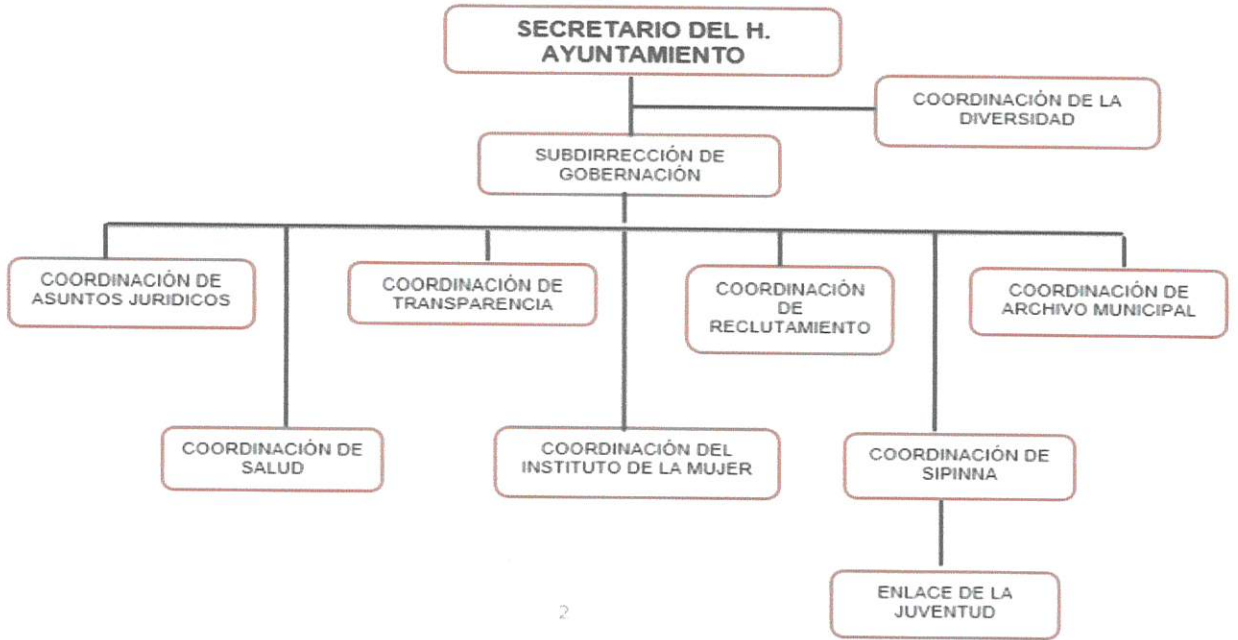 SECRETARIO DEL H.
AYUNTAMIENTO
COORDINACIÓN DE LA
DIVERSIDAD
SUBDIRRECCIÓN DE
GOBERNACIÓN
COORDINACIÓN DE
ASUNTOS JURIDICOS
COORDINACIÓN DE
TRANSPARENCIA
COORDINACIÓN
DE
RECLUTAMIENTO
COORDINACIÓN DE
ARCHIVO MUNICIPAL
COORDINACIÓN DE
SALUD
COORDINACIÓN DEL
INSTITUTO DE LA MUJER
COORDINACIÓN DE
SIPINNA
ENLACE DE LA
JUVENTUD
2